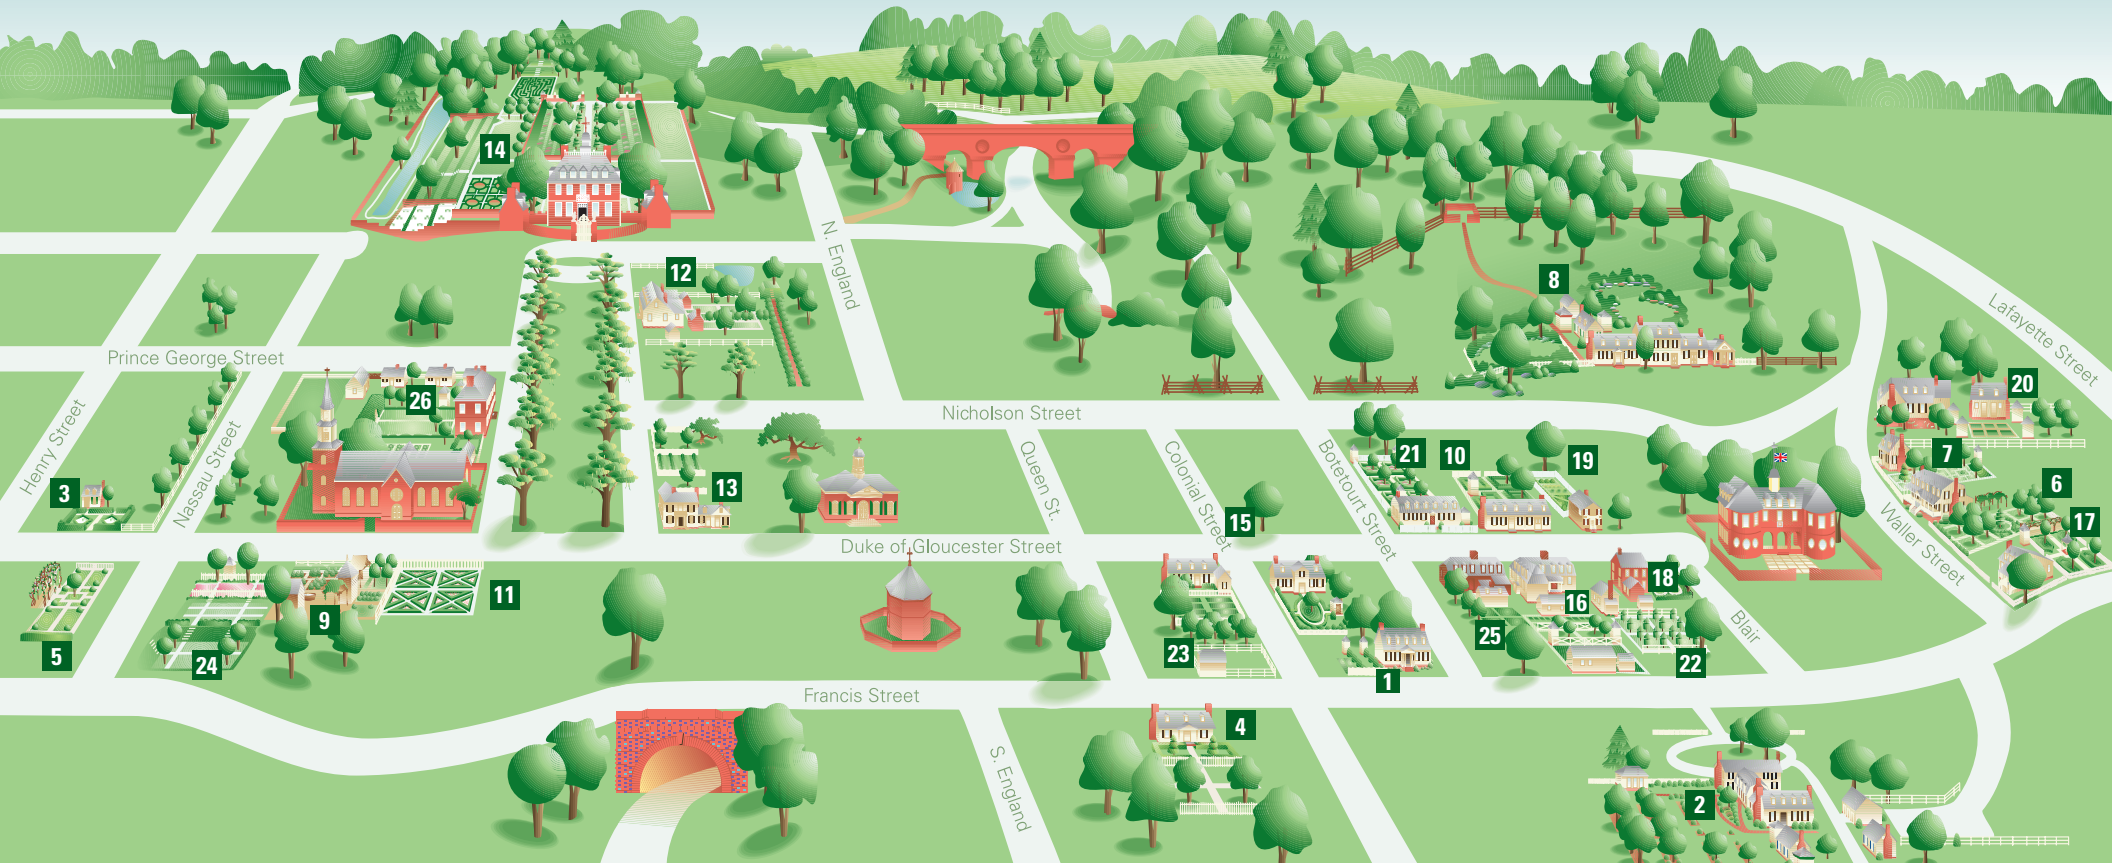 14
N. England
12
8
Lafayette Street
Prince George Street
26
20
Henry Street
Nassau Street
Nicholson Street
3
13
Queen St.
Colonial Street
Botetourt Street
21
10
19
7
6
15
Waller Street
17
Duke of Gloucester Street
11
9
18
16
5
24
25
Blair
23
22
1
Francis Street
4
S. England
2